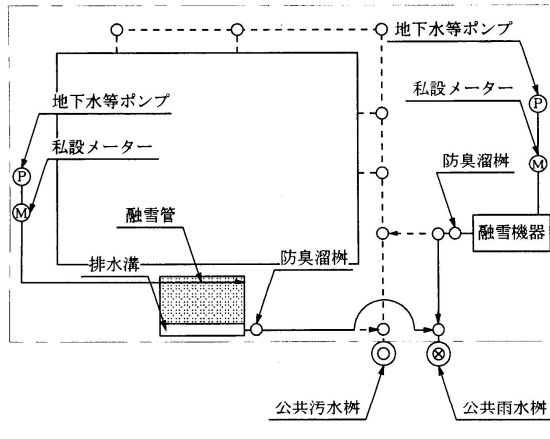 地下水等ポンプ
私設メーター
防臭溜桝
融雪機器
地下水等ポンプ
私設メーター
融雪管
排水溝
防臭溜桝
公共汚水桝
公共雨水桝
P
M
P
M